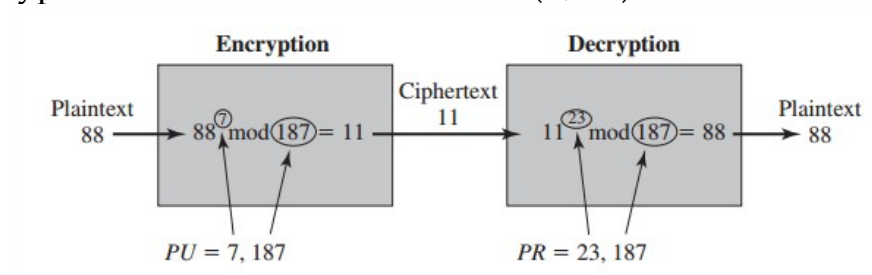 Encryption
Decryption
Plaintext
88
88^7 mod 187 = 11
Ciphertext
11
11^23 mod 187 = 88
Plaintext
88
PU = 7, 187
PR = 23, 187